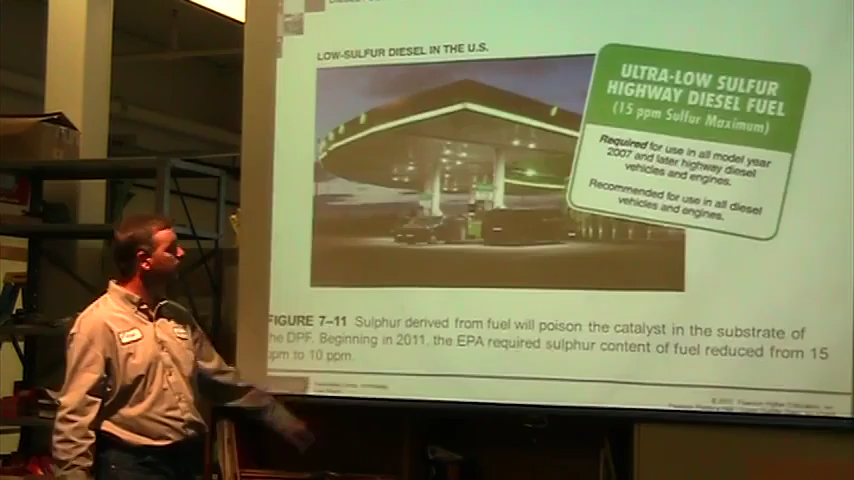 LOW-SULFUR DIESEL IN THE U.S.
ULTRA-LOW SULFUR
HIGHWAY DIESEL FUEL
(15 ppm Sulfur Maximum)
Required for use in all model year
2007 and later highway diesel
vehicles and engines.
Recommended for use in all diesel
vehicles and engines.
FIGURE 7–11 Sulphur derived from fuel will poison the catalyst in the substrate of
he DPF. Beginning in 2011, the EPA required sulphur content of fuel reduced from 15
ppm to 10 ppm.